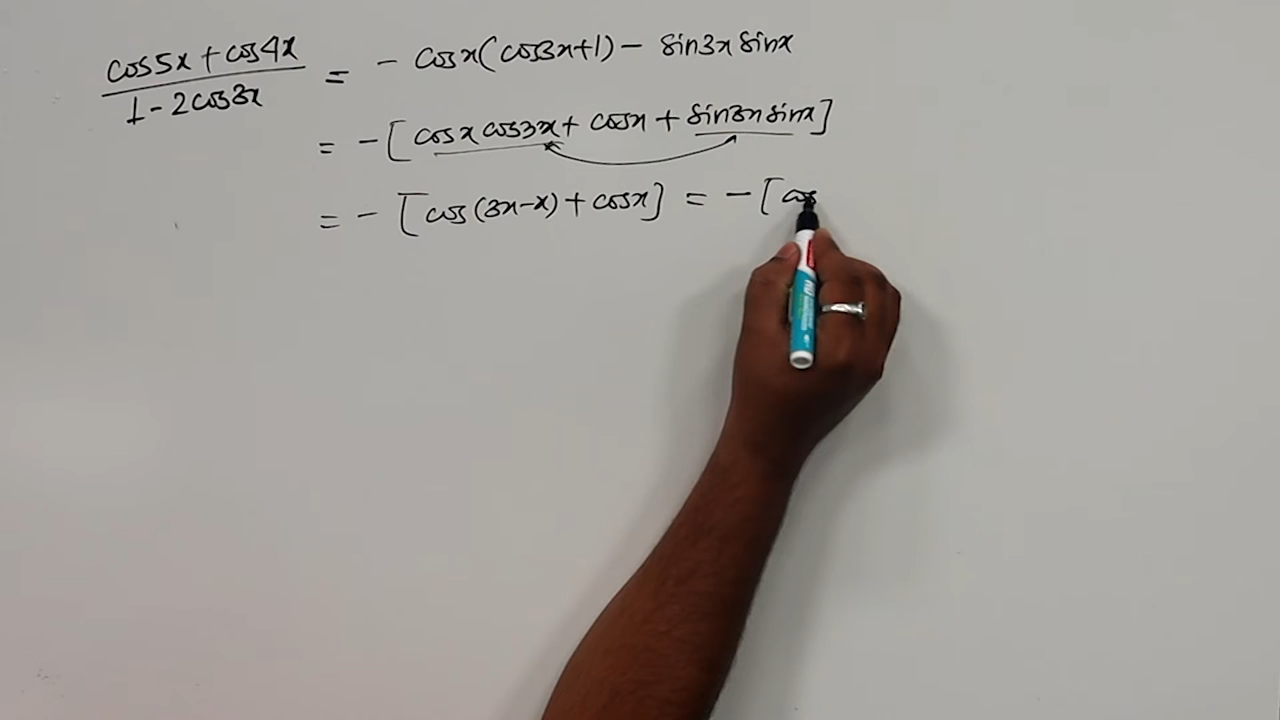 cos5x + cos4x / 1 - 2cos3x = - cosx(cos3x+1) - sin3x sinx
= -[cosx cos3x + cosx + sin3x sinx]
= - [cos(3x-x) + cosx] = - [cos